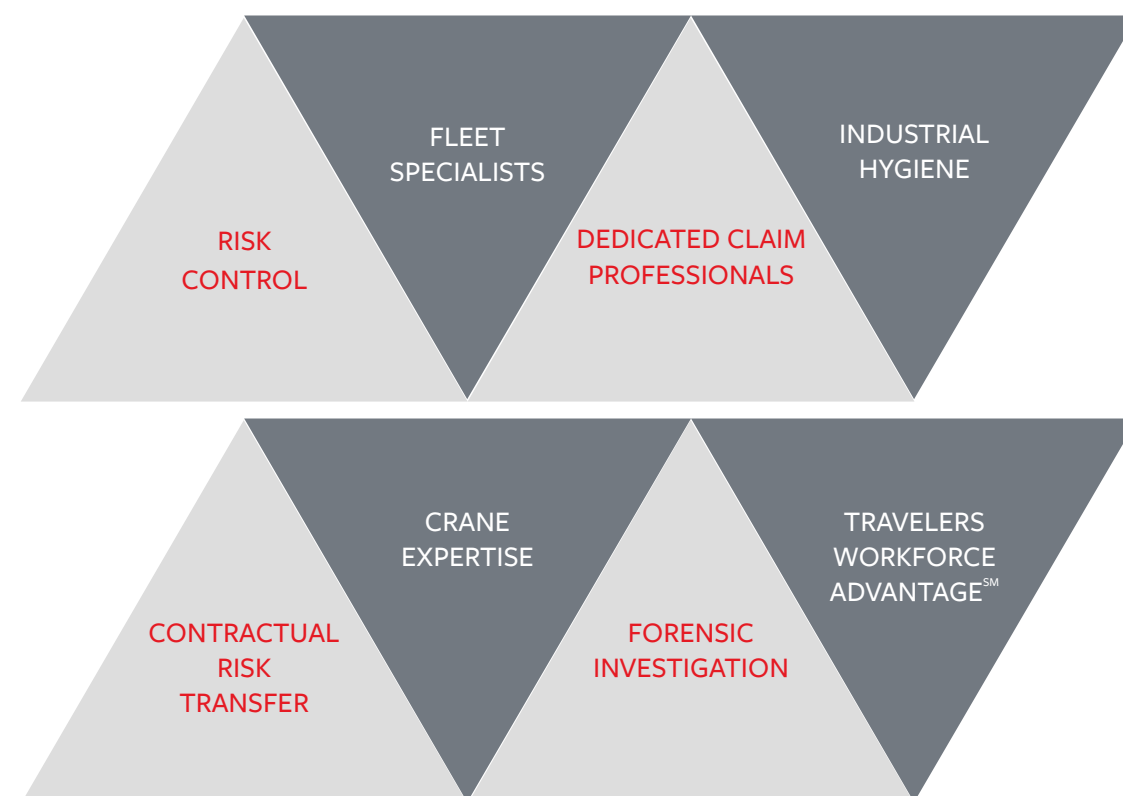 RISK
CONTROL
FLEET
SPECIALISTS
DEDICATED CLAIM
PROFESSIONALS
INDUSTRIAL
HYGIENE
CONTRACTUAL
RISK
TRANSFER
CRANE
EXPERTISE
FORENSIC
INVESTIGATION
TRAVELERS
WORKFORCE
ADVANTAGE℠